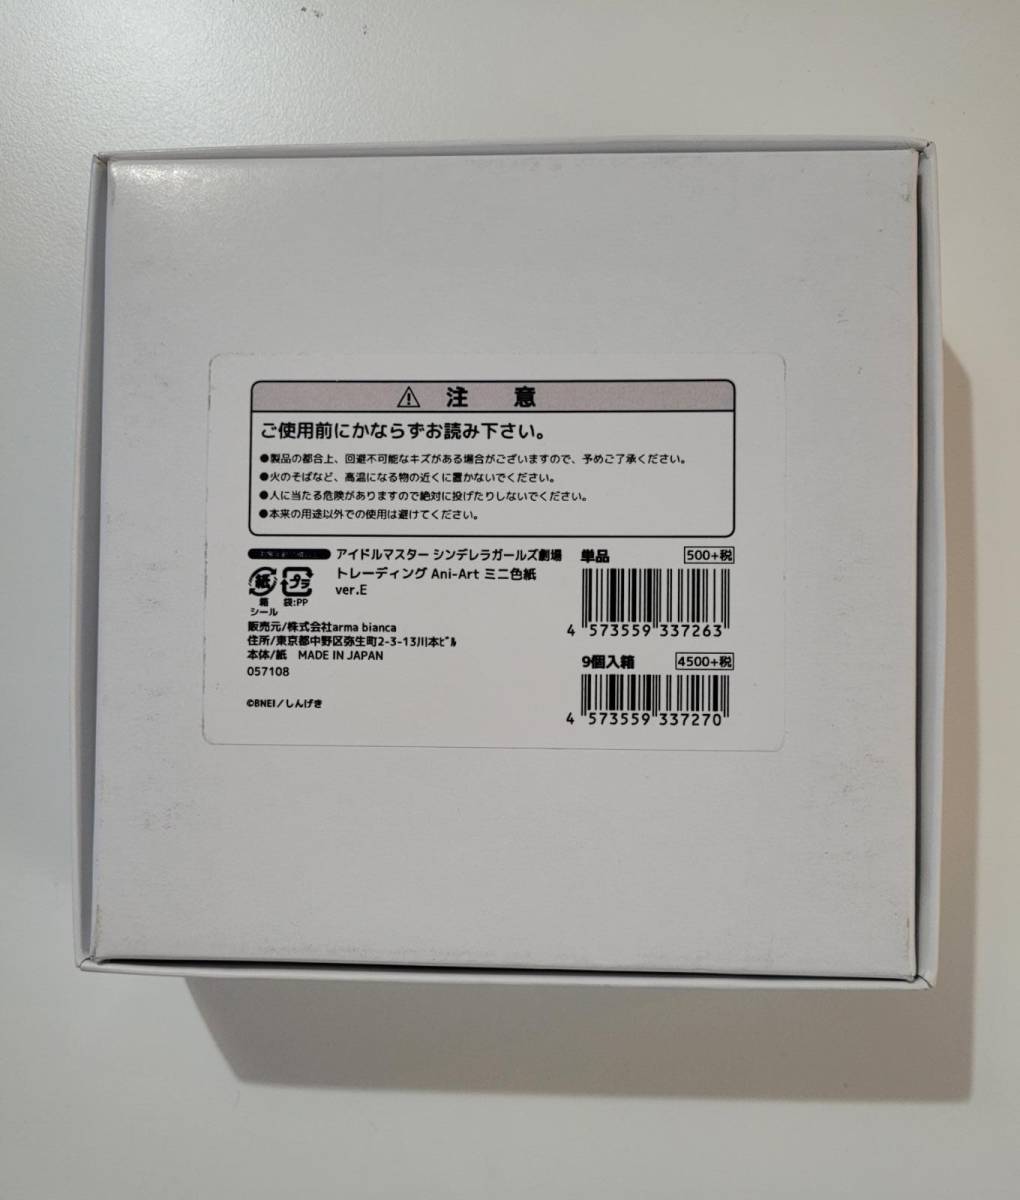 ⚠ 注 意
ご使用前にかならずお読み下さい。
●製品の都合上、回避不可能なキズがある場合がございますので、予めご了承ください。
●火のそばなど、高温になる物の近くに置かないでください。
●人に当たる危険がありますので絶対に投げたりしないでください。
●本来の用途以外での使用は避けてください。
アイドルマスター シンデレラガールズ劇場
トレーディング Ani-Art ミニ色紙
ver.E
紙 プラ
箱 袋:PP
シール
販売元/株式会社arma bianca
住所/東京都中野区弥生町2-3-13川本ﾋﾞﾙ
本体/紙 MADE IN JAPAN
057108
©BNEI/しんげき
単品 500+税
4 573559 337263
9個入箱 4500+税
4 573559 337270